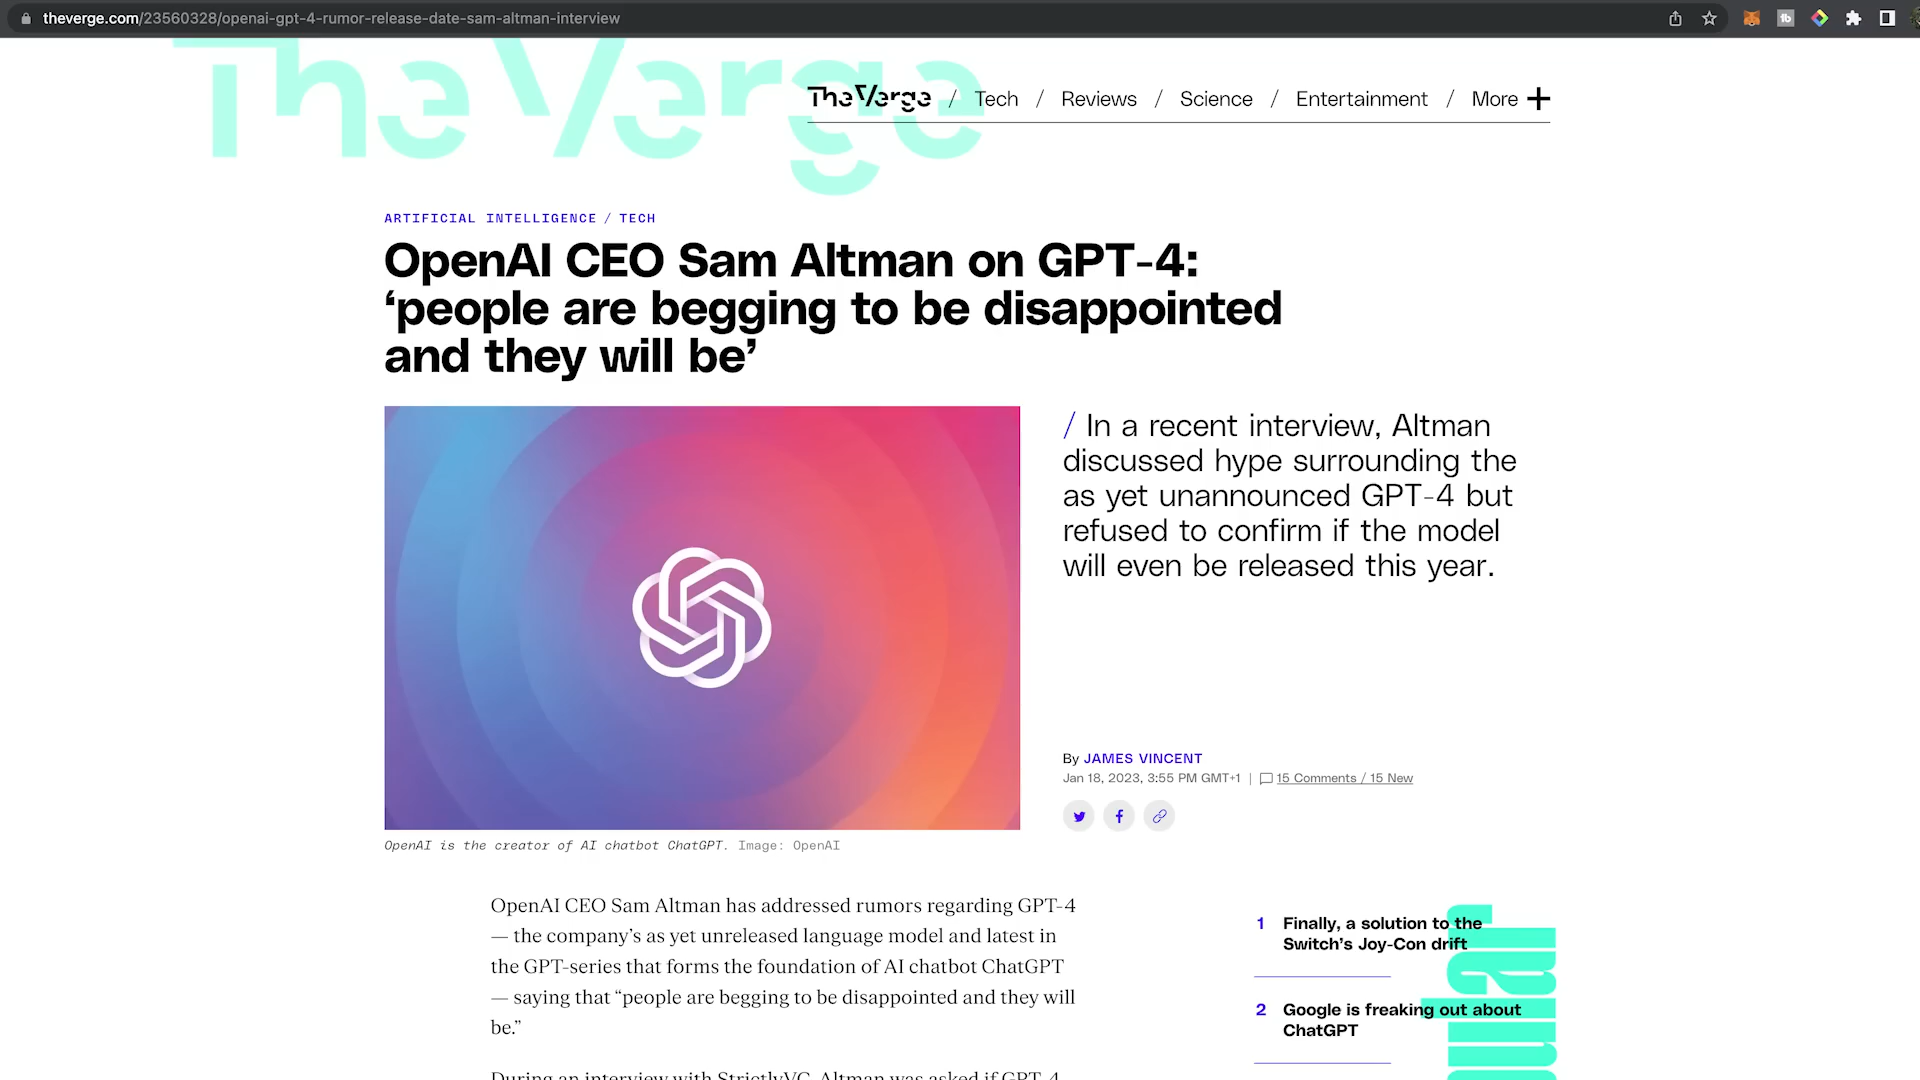 theverge.com/23560328/openai-gpt-4-rumor-release-date-sam-altman-interview
The Verge
The Verge / Tech / Reviews / Science / Entertainment / More +
ARTIFICIAL INTELLIGENCE / TECH
OpenAI CEO Sam Altman on GPT-4:
‘people are begging to be disappointed
and they will be’
/ In a recent interview, Altman
discussed hype surrounding the
as yet unannounced GPT-4 but
refused to confirm if the model
will even be released this year.
By JAMES VINCENT
Jan 18, 2023, 3:55 PM GMT+1 | 15 Comments / 15 New
OpenAI is the creator of AI chatbot ChatGPT. Image: OpenAI
OpenAI CEO Sam Altman has addressed rumors regarding GPT-4
— the company’s as yet unreleased language model and latest in
the GPT-series that forms the foundation of AI chatbot ChatGPT
— saying that “people are begging to be disappointed and they will
be.”
During an interview with StrictlyVC, Altman was asked if GPT-4
1 Finally, a solution to the
Switch’s Joy-Con drift
2 Google is freaking out about
ChatGPT